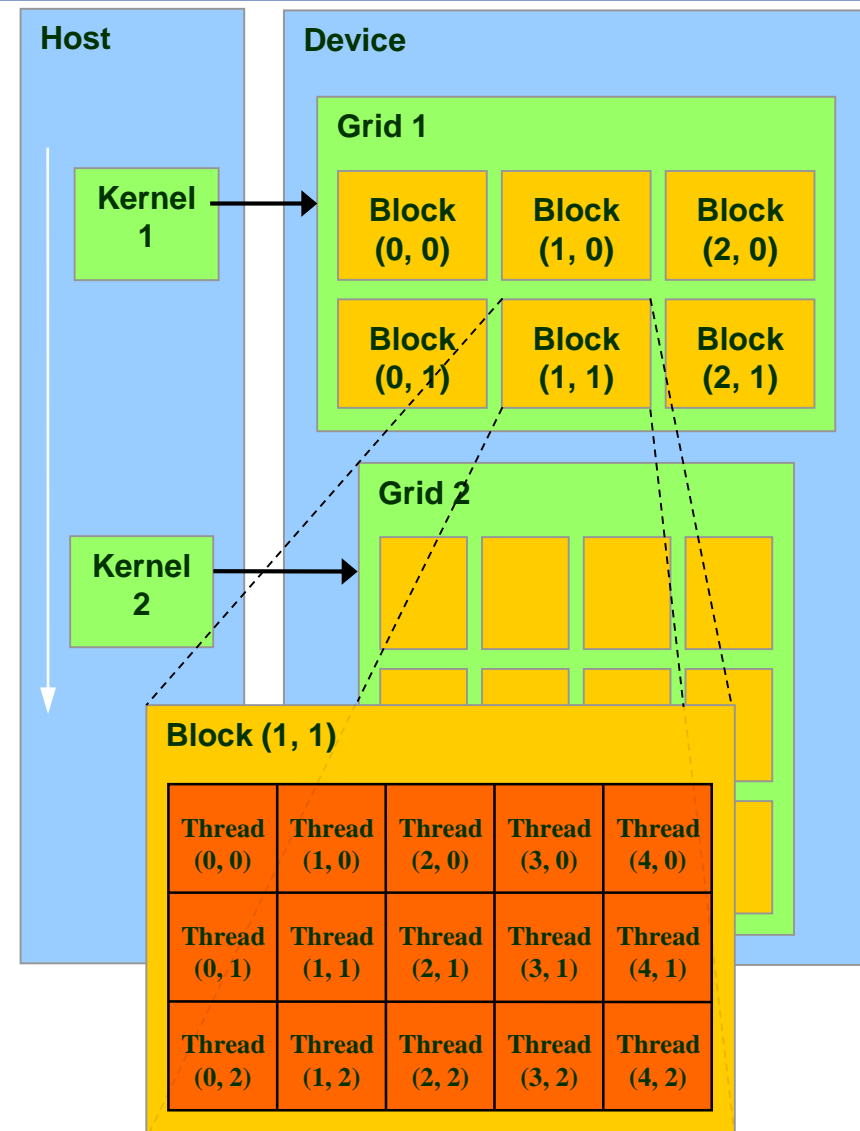 Host
Device
Grid 1
Kernel
1
Block
(0, 0)
Block
(1, 0)
Block
(2, 0)
Block
(0, 1)
Block
(1, 1)
Block
(2, 1)
Grid 2
Kernel
2
Block (1, 1)
Thread
(0, 0)
Thread
(1, 0)
Thread
(2, 0)
Thread
(3, 0)
Thread
(4, 0)
Thread
(0, 1)
Thread
(1, 1)
Thread
(2, 1)
Thread
(3, 1)
Thread
(4, 1)
Thread
(0, 2)
Thread
(1, 2)
Thread
(2, 2)
Thread
(3, 2)
Thread
(4, 2)